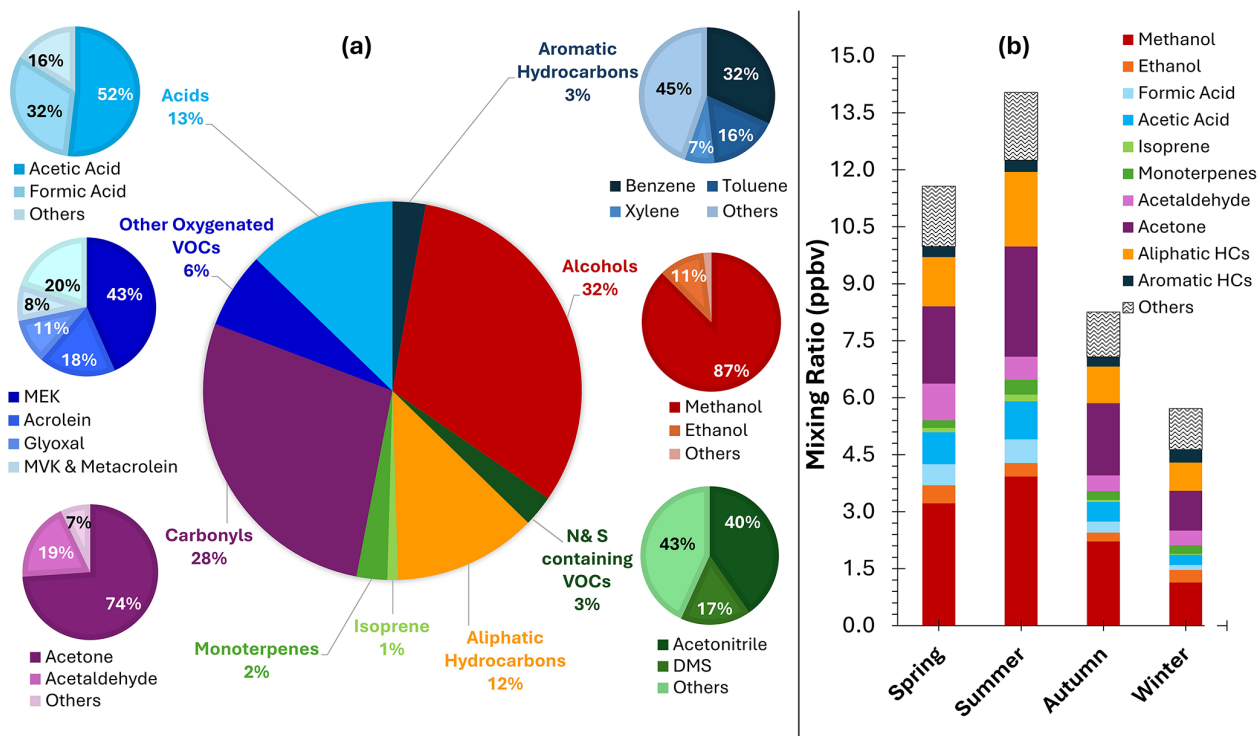 (a)
16%
52%
32%
Acetic Acid
Formic Acid
Others
Acids
13%
Aromatic
Hydrocarbons
3%
45%
32%
16%
7%
Benzene
Toluene
Xylene
Others
Other Oxygenated
VOCs
6%
20%
43%
8%
11%
18%
MEK
Acrolein
Glyoxal
MVK & Metacrolein
Alcohols
32%
11%
87%
Methanol
Ethanol
Others
Carbonyls
28%
7%
19%
74%
Acetone
Acetaldehyde
Others
Monoterpenes
2%
Isoprene
1%
Aliphatic
Hydrocarbons
12%
N& S
containing
VOCs
3%
40%
43%
17%
Acetonitrile
DMS
Others
(b)
Mixing Ratio (ppbv)
15.0
13.5
12.0
10.5
9.0
7.5
6.0
4.5
3.0
1.5
0.0
Spring
Summer
Autumn
Winter
Methanol
Ethanol
Formic Acid
Acetic Acid
Isoprene
Monoterpenes
Acetaldehyde
Acetone
Aliphatic HCs
Aromatic HCs
Others